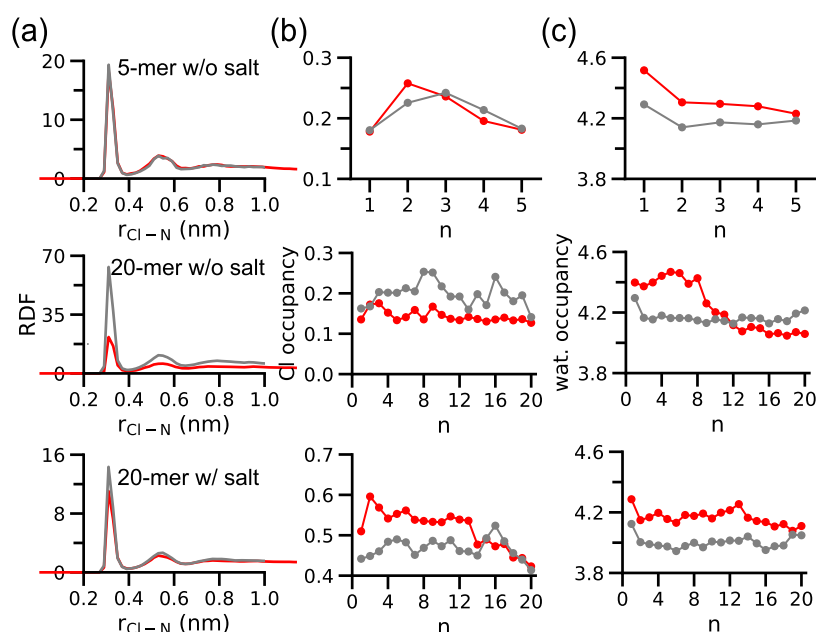 (a)
(b)
(c)
20
10
0
5-mer w/o salt
0.2 0.4 0.6 0.8 1.0
rCl−N (nm)
0.3
0.2
0.1
1 2 3 4 5
n
4.6
4.2
3.8
1 2 3 4 5
n
RDF
70
35
0
20-mer w/o salt
0.2 0.4 0.6 0.8 1.0
rCl−N (nm)
Cl occupancy
0.3
0.2
0.1
0.0
0 4 8 12 16 20
n
wat. occupancy
4.6
4.2
3.8
0 4 8 12 16 20
n
16
8
0
20-mer w/ salt
0.2 0.4 0.6 0.8 1.0
rCl−N (nm)
0.7
0.6
0.5
0.4
0 4 8 12 16 20
n
4.6
4.2
3.8
0 4 8 12 16 20
n